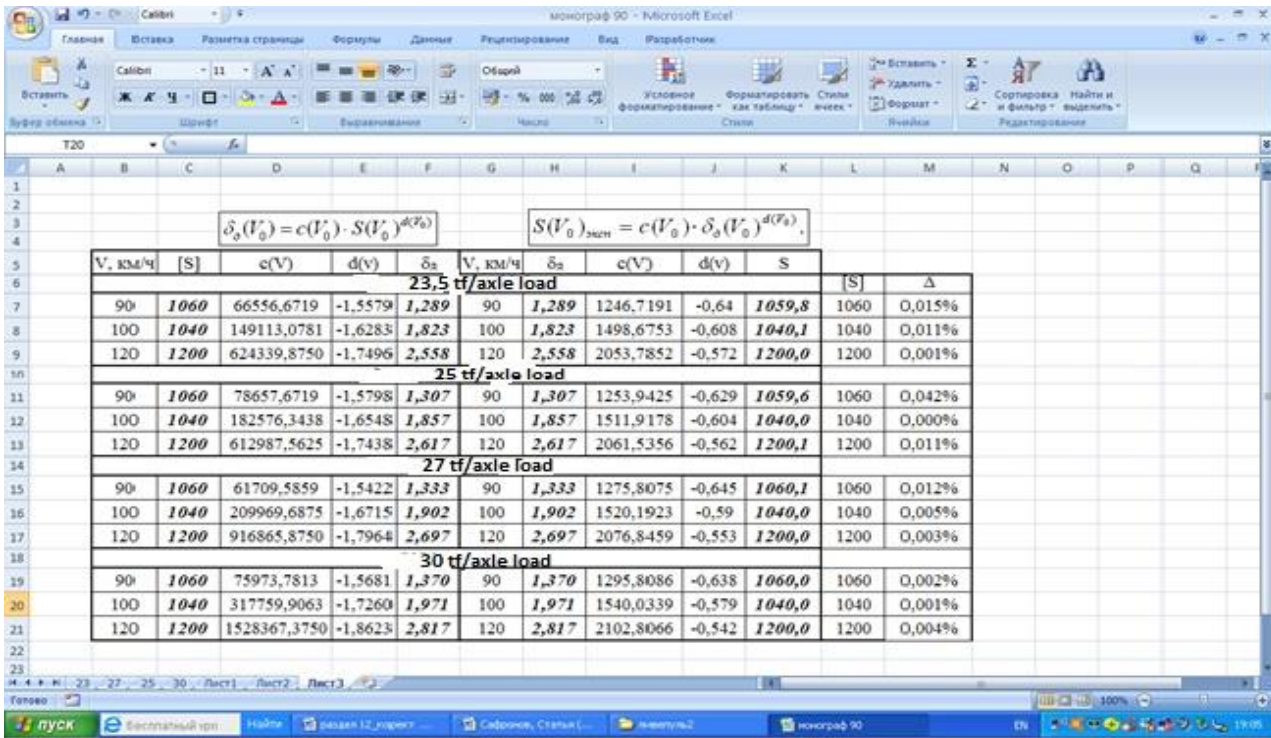 монограф 90 - Microsoft Excel
Главная Вставка Разметка страницы Формулы Данные Рецензирование Вид Разработчик
Вставить Calibri 11 Общий Условное форматирование Форматировать как таблицу Стили ячеек Вставить Удалить Формат Сортировка и фильтр Найти и выделить
Буфер обмена Шрифт Выравнивание Число Стили Ячейки Редактирование
T20 fx
A B C D E F G H I J K L M N O P Q
δ∂(V0) = c(V0) · S(V0)^d(V0) S(V0)эксп = c(V0) · δ∂(V0)^d(V0).
V, км/ч [S] c(V) d(v) δ± V, км/ч δ± c(V) d(V) S
23,5 tf/axle load [S] Δ
90 1060 66556,6719 -1,5579 1,289 90 1,289 1246,7191 -0,64 1059,8 1060 0,015%
100 1040 149113,0781 -1,6283 1,823 100 1,823 1498,6753 -0,608 1040,1 1040 0,011%
120 1200 624339,8750 -1,7496 2,558 120 2,558 2053,7852 -0,572 1200,0 1200 0,001%
25 tf/axle load
90 1060 78657,6719 -1,5798 1,307 90 1,307 1253,9425 -0,629 1059,6 1060 0,042%
100 1040 182576,3438 -1,6548 1,857 100 1,857 1511,9178 -0,604 1040,0 1040 0,000%
120 1200 612987,5625 -1,7438 2,617 120 2,617 2061,5356 -0,562 1200,1 1200 0,011%
27 tf/axle load
90 1060 61709,5859 -1,5422 1,333 90 1,333 1275,8075 -0,645 1060,1 1060 0,012%
100 1040 209969,6875 -1,6715 1,902 100 1,902 1520,1923 -0,59 1040,0 1040 0,005%
120 1200 916865,8750 -1,7964 2,697 120 2,697 2076,8459 -0,553 1200,0 1200 0,003%
30 tf/axle load
90 1060 75973,7813 -1,5681 1,370 90 1,370 1295,8086 -0,638 1060,0 1060 0,002%
100 1040 317759,9063 -1,7260 1,971 100 1,971 1540,0339 -0,579 1040,0 1040 0,001%
120 1200 1528367,3750 -1,8623 2,817 120 2,817 2102,8066 -0,542 1200,0 1200 0,004%
23 27 25 30 Лист1 Лист2 Лист3
Готово 100%
пуск Найти раздел 12_корект ... Сафронов, Статья (... монограф 90 EN 19:05